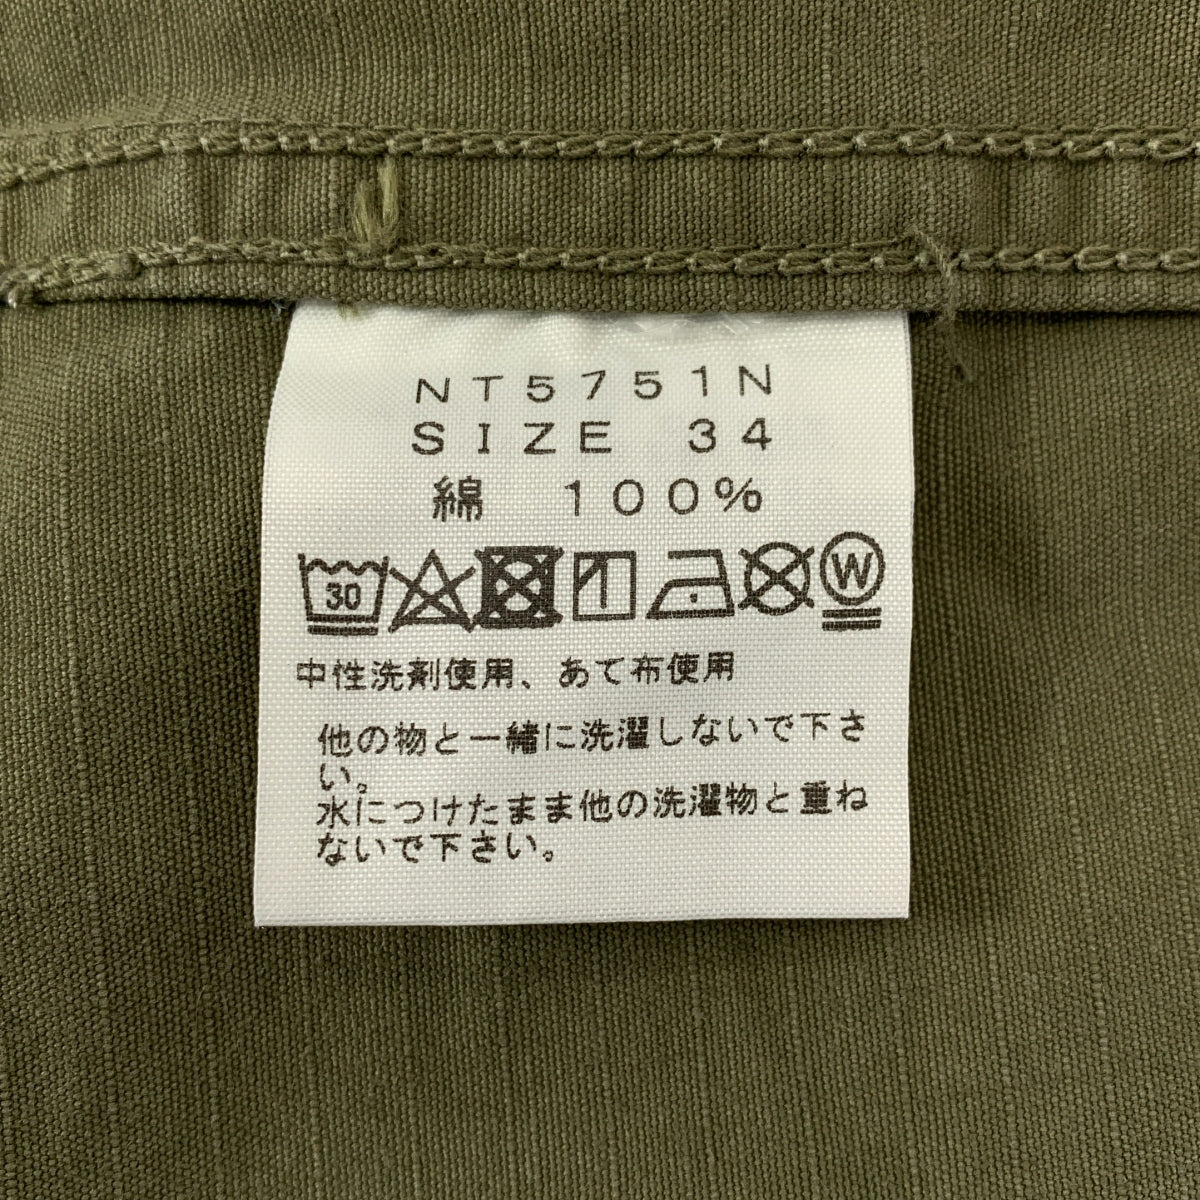 NT5751N
SIZE 34
綿 100%
30
W
中性洗剤使用、あて布使用
他の物と一緒に洗濯しないで下さ
い。
水につけたまま他の洗濯物と重ね
ないで下さい。